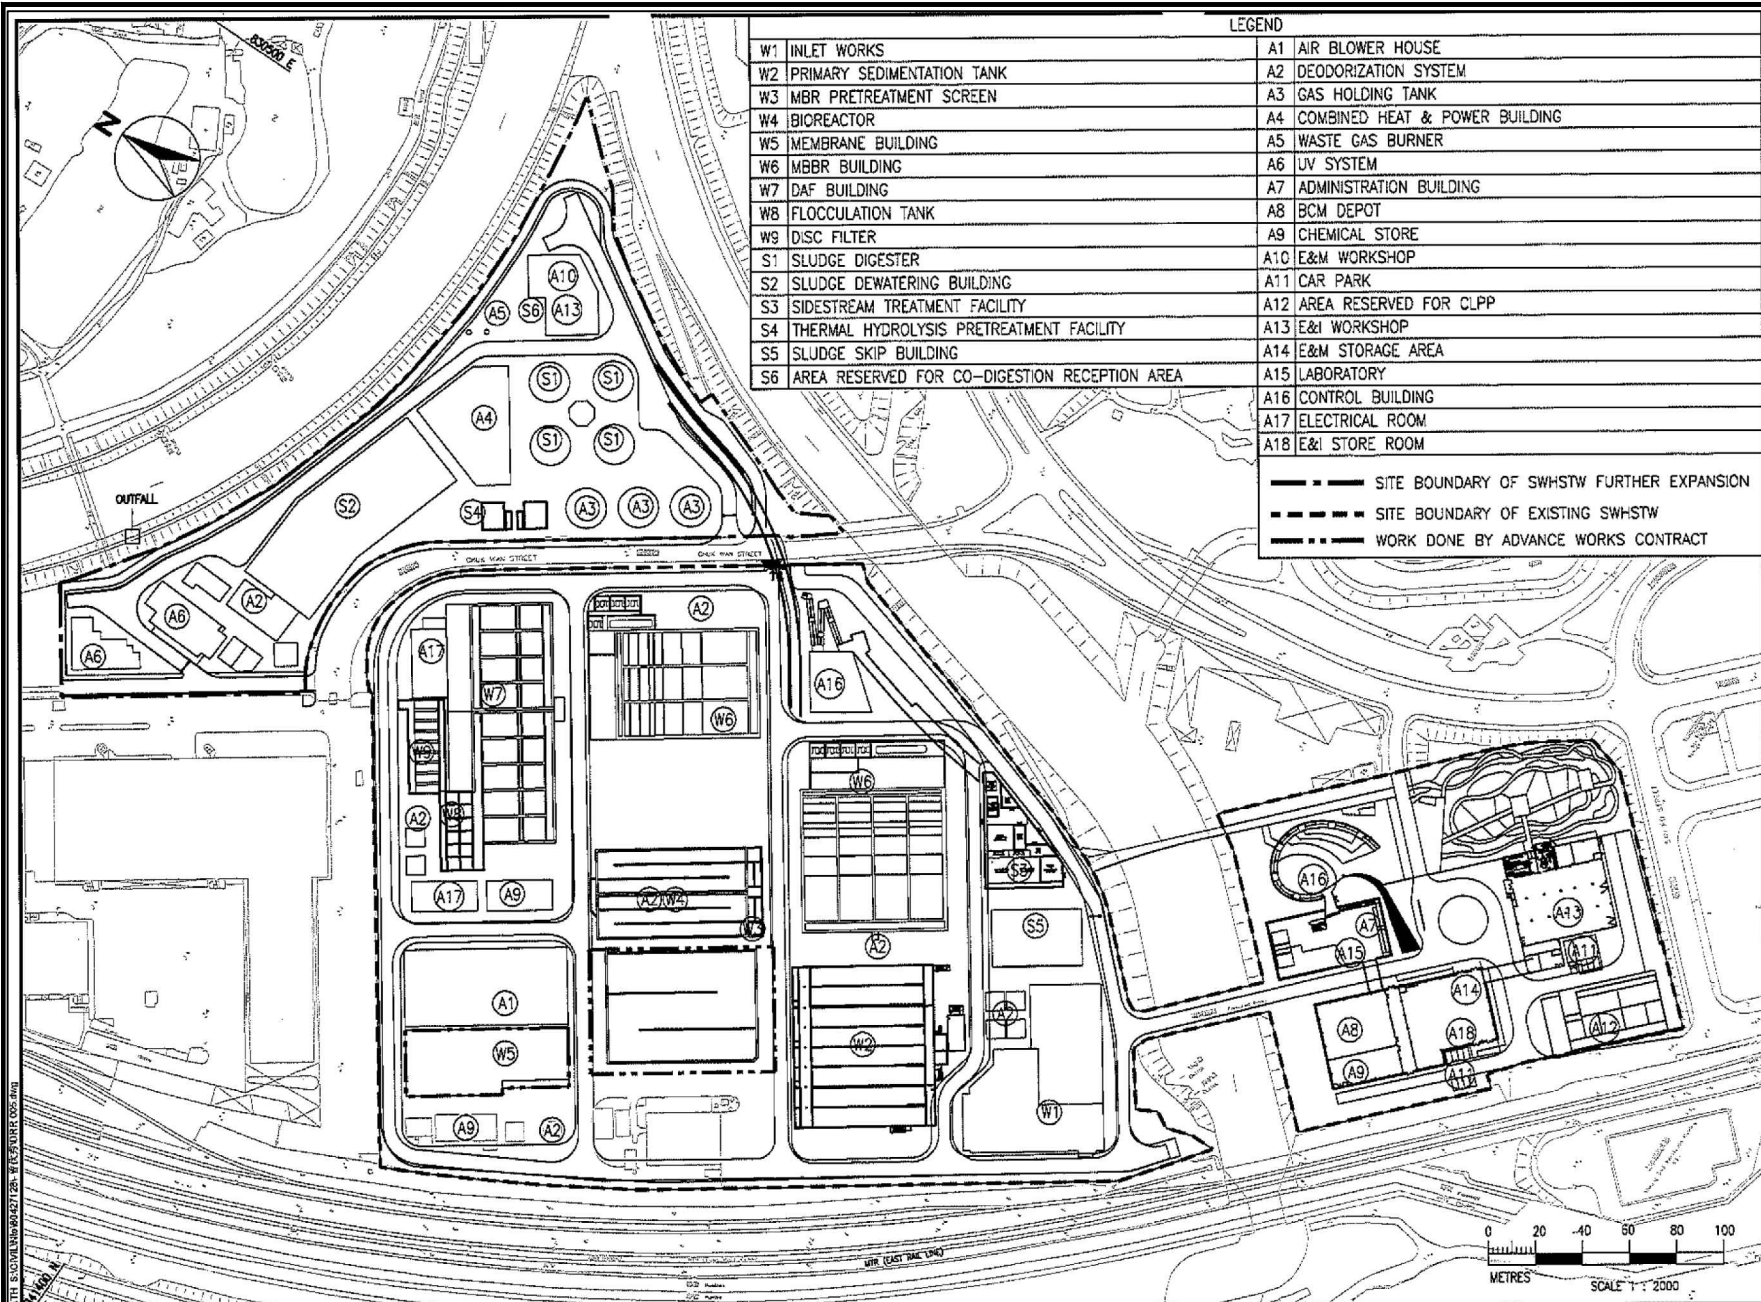 830500 E
N
LEGEND
W1 INLET WORKS
W2 PRIMARY SEDIMENTATION TANK
W3 MBR PRETREATMENT SCREEN
W4 BIOREACTOR
W5 MEMBRANE BUILDING
W6 MBBR BUILDING
W7 DAF BUILDING
W8 FLOCCULATION TANK
W9 DISC FILTER
S1 SLUDGE DIGESTER
S2 SLUDGE DEWATERING BUILDING
S3 SIDESTREAM TREATMENT FACILITY
S4 THERMAL HYDROLYSIS PRETREATMENT FACILITY
S5 SLUDGE SKIP BUILDING
S6 AREA RESERVED FOR CO-DIGESTION RECEPTION AREA
A1 AIR BLOWER HOUSE
A2 DEODORIZATION SYSTEM
A3 GAS HOLDING TANK
A4 COMBINED HEAT & POWER BUILDING
A5 WASTE GAS BURNER
A6 UV SYSTEM
A7 ADMINISTRATION BUILDING
A8 BCM DEPOT
A9 CHEMICAL STORE
A10 E&M WORKSHOP
A11 CAR PARK
A12 AREA RESERVED FOR CLPP
A13 E&I WORKSHOP
A14 E&M STORAGE AREA
A15 LABORATORY
A16 CONTROL BUILDING
A17 ELECTRICAL ROOM
A18 E&I STORE ROOM
SITE BOUNDARY OF SWHSTW FURTHER EXPANSION
SITE BOUNDARY OF EXISTING SWHSTW
WORK DONE BY ADVANCE WORKS CONTRACT
A10
A5 S6 A13
S1 S1
A4
S1 S1
S2
S4 A3 A3 A3
OUTFALL
CHUK WAN STREET CHUK WAN STREET
A2
A6
A6
A17
A2
W7
W6
A16
W9
W6
A2 W8
S3
A17 A9
A2 W4
W3
A2
S5
A1
W5
A2
W2
A9 A2
W1
A16
A7
A15
A13
A11
A14
A8 A18
A12
A9 A11
MTR (EAST RAIL LINE)
0 20 40 60 80 100
METRES
SCALE 1 : 2000